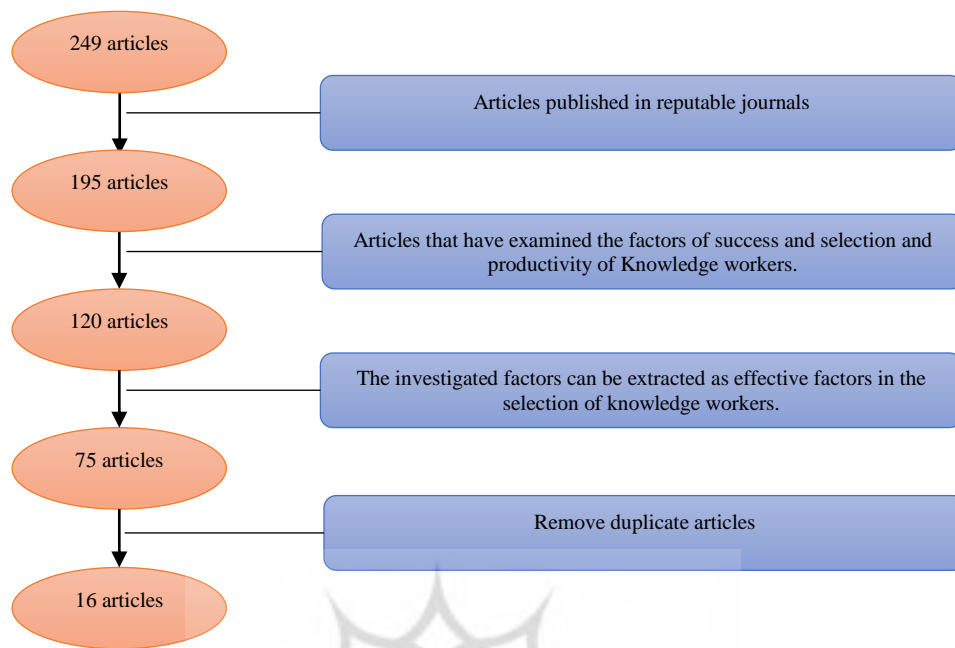 249 articles
Articles published in reputable journals
195 articles
Articles that have examined the factors of success and selection and
productivity of Knowledge workers.
120 articles
The investigated factors can be extracted as effective factors in the
selection of knowledge workers.
75 articles
Remove duplicate articles
16 articles